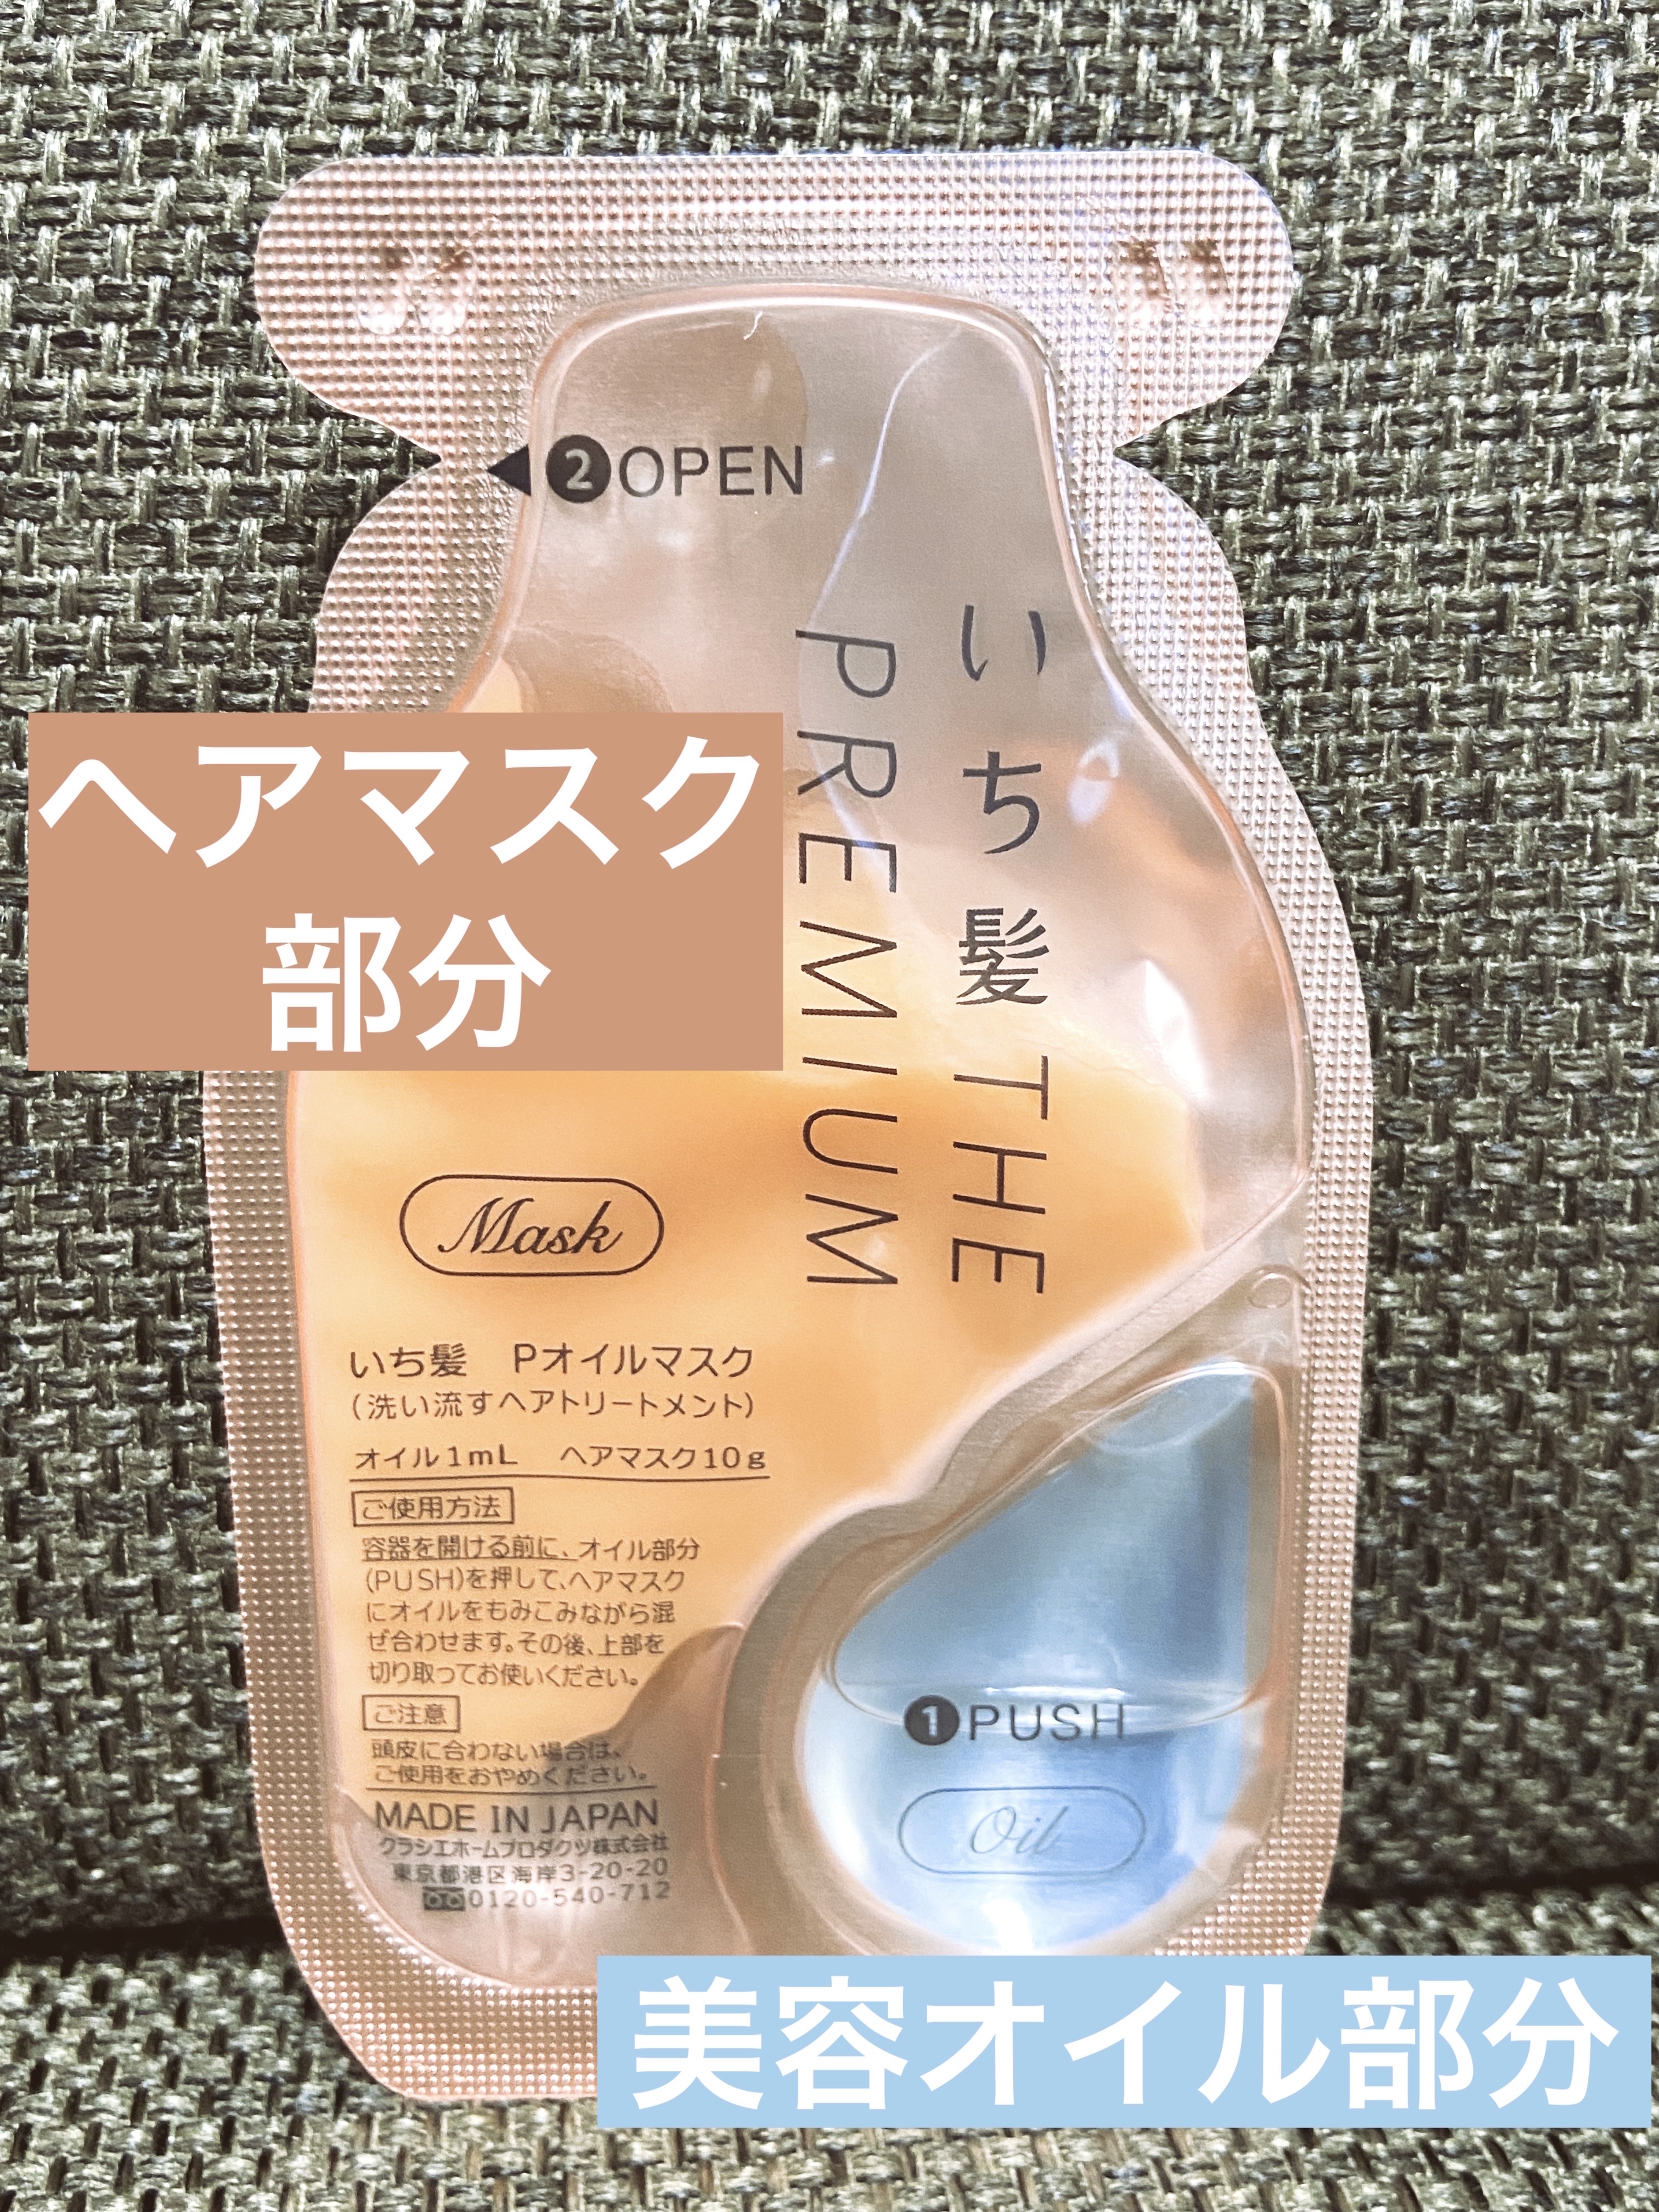 ❷OPEN
いち髪 THE
PREMIUM
ヘアマスク
部分
Mask
いち髪　Pオイルマスク
(洗い流すヘアトリートメント)
オイル1mL　ヘアマスク10g
ご使用方法
容器を開ける前に、オイル部分
(PUSH)を押して、ヘアマスク
にオイルをもみこみながら混
ぜ合わせます。その後、上部を
切り取ってお使いください。
ご注意
頭皮に合わない場合は、
ご使用をおやめください。
MADE IN JAPAN
クラシエホームプロダクツ株式会社
東京都港区海岸3-20-20
0120-540-712
❶PUSH
Oil
美容オイル部分